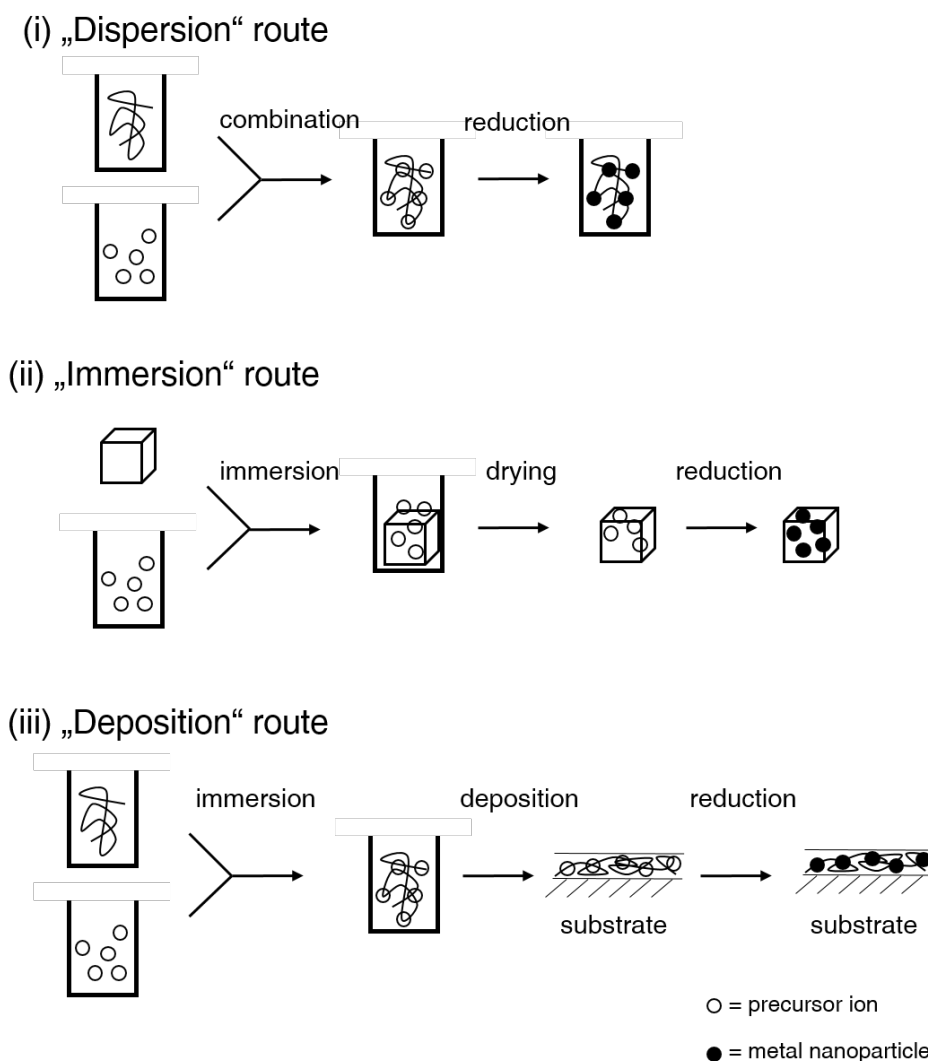 (i) „Dispersion“ route
combination
reduction
(ii) „Immersion“ route
immersion
drying
reduction
(iii) „Deposition“ route
immersion
deposition
reduction
substrate
substrate
= precursor ion
= metal nanoparticle